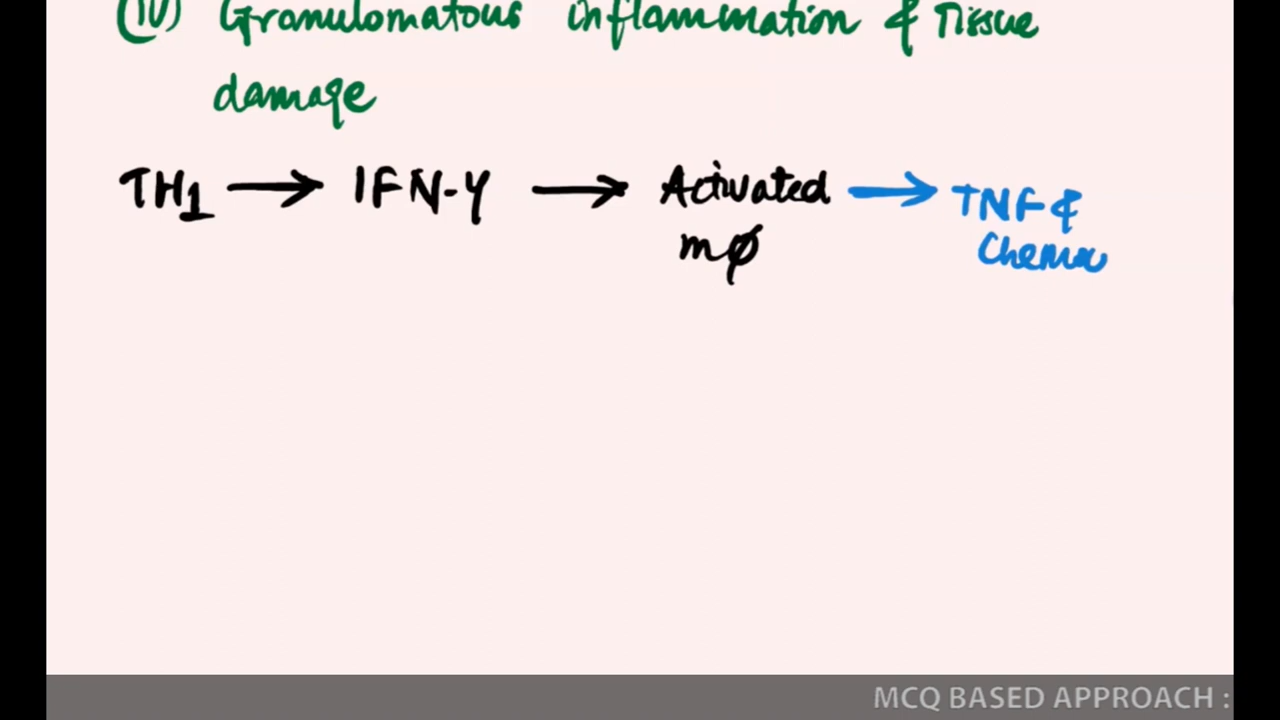 (IV) Granulomatous inflammation & Tissue
damage
TH1 → IFN-γ → Activated → TNF &
mφ Chemo
MCQ BASED APPROACH :